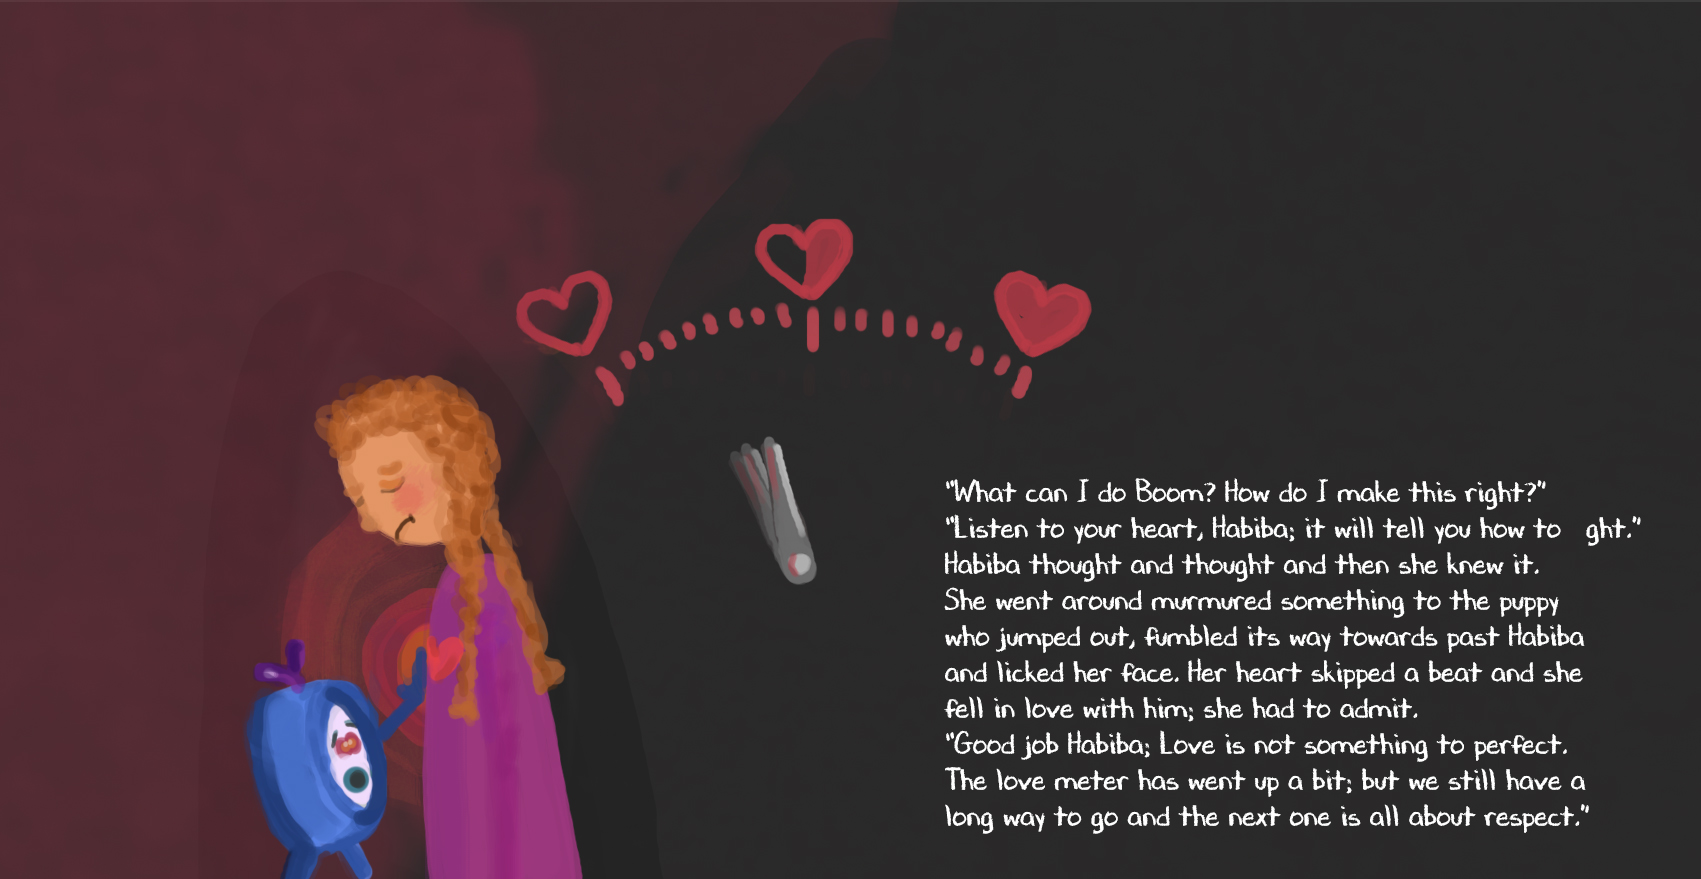 "What can I do Boom? How do I make this right?"
"Listen to your heart, Habiba; it will tell you how to ght."
Habiba thought and thought and then she knew it.
She went around murmured something to the puppy
who jumped out, fumbled its way towards past Habiba
and licked her face. Her heart skipped a beat and she
fell in love with him; she had to admit.
"Good job Habiba; Love is not something to perfect.
The love meter has went up a bit; but we still have a
long way to go and the next one is all about respect."